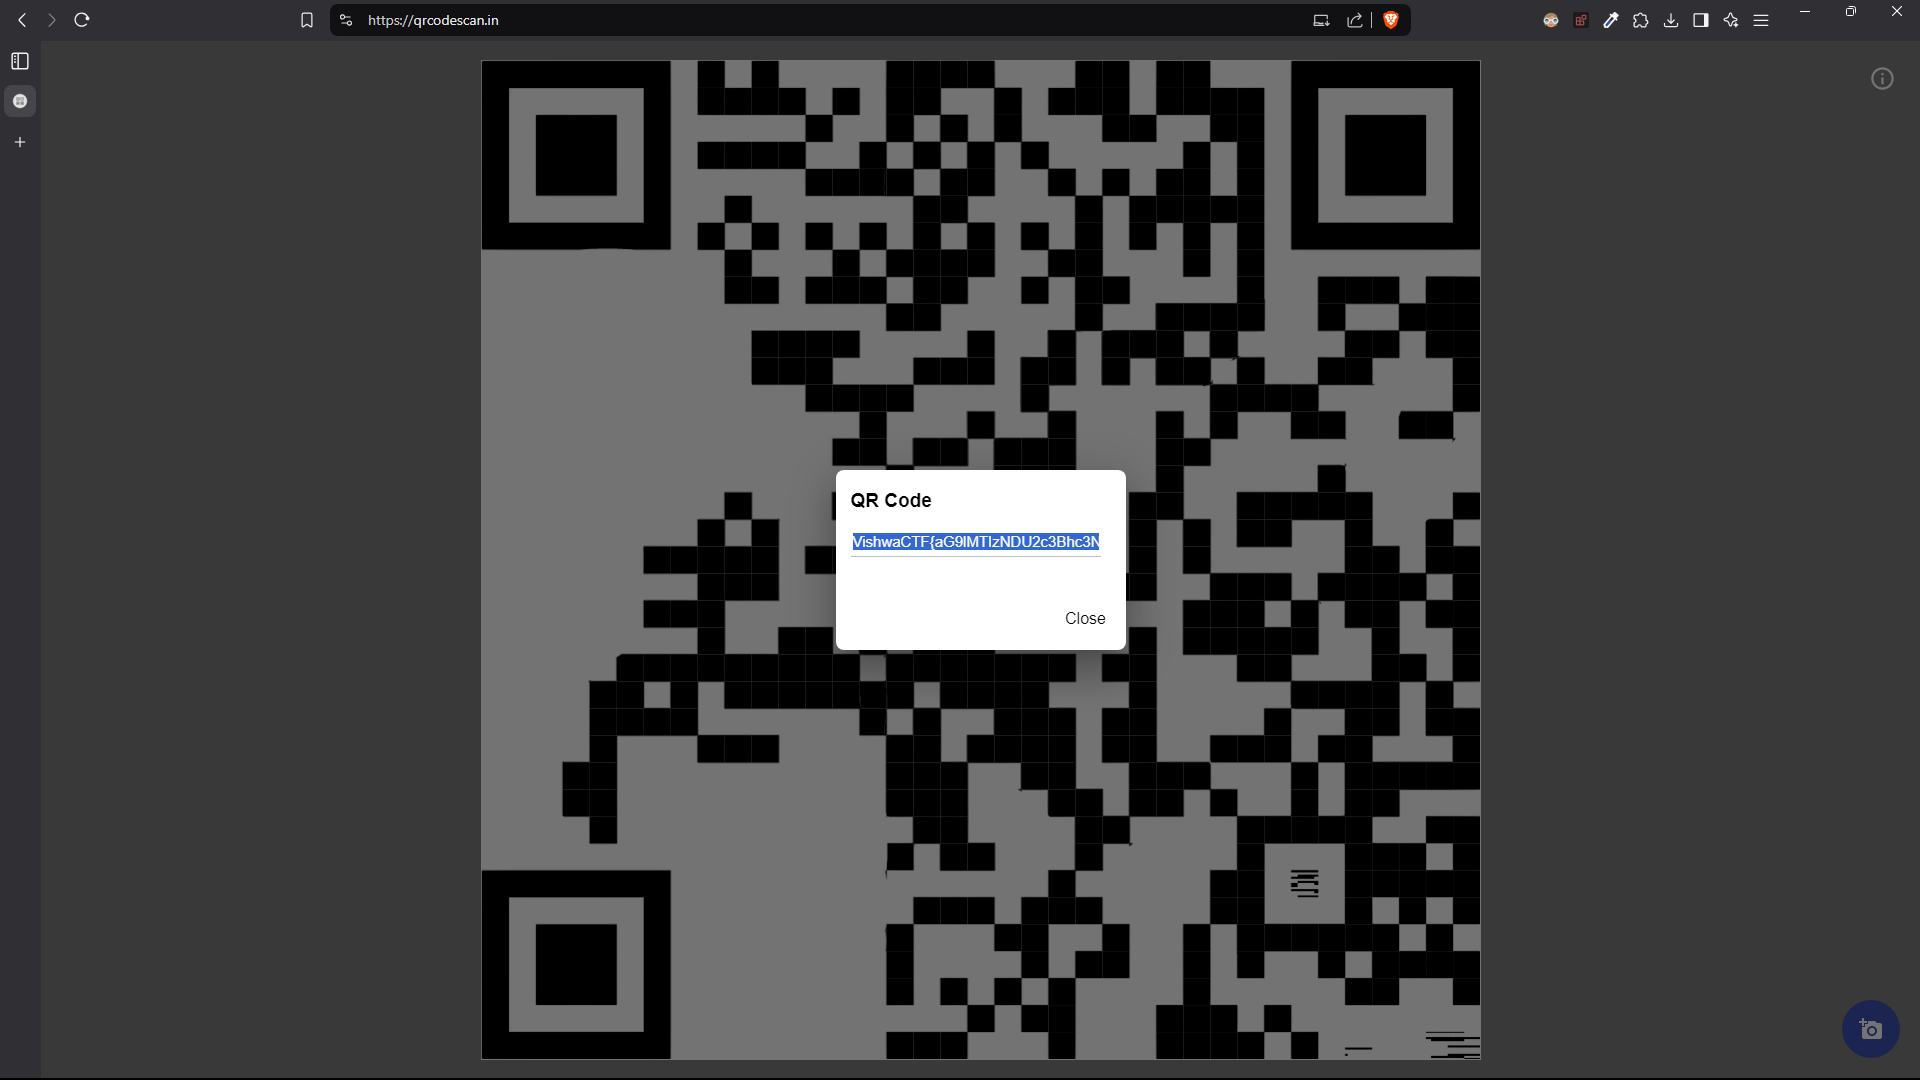 https://qrcodescan.in
QR Code
VishwaCTF{aG9lMTIzNDU2c3Bhc3N
Close